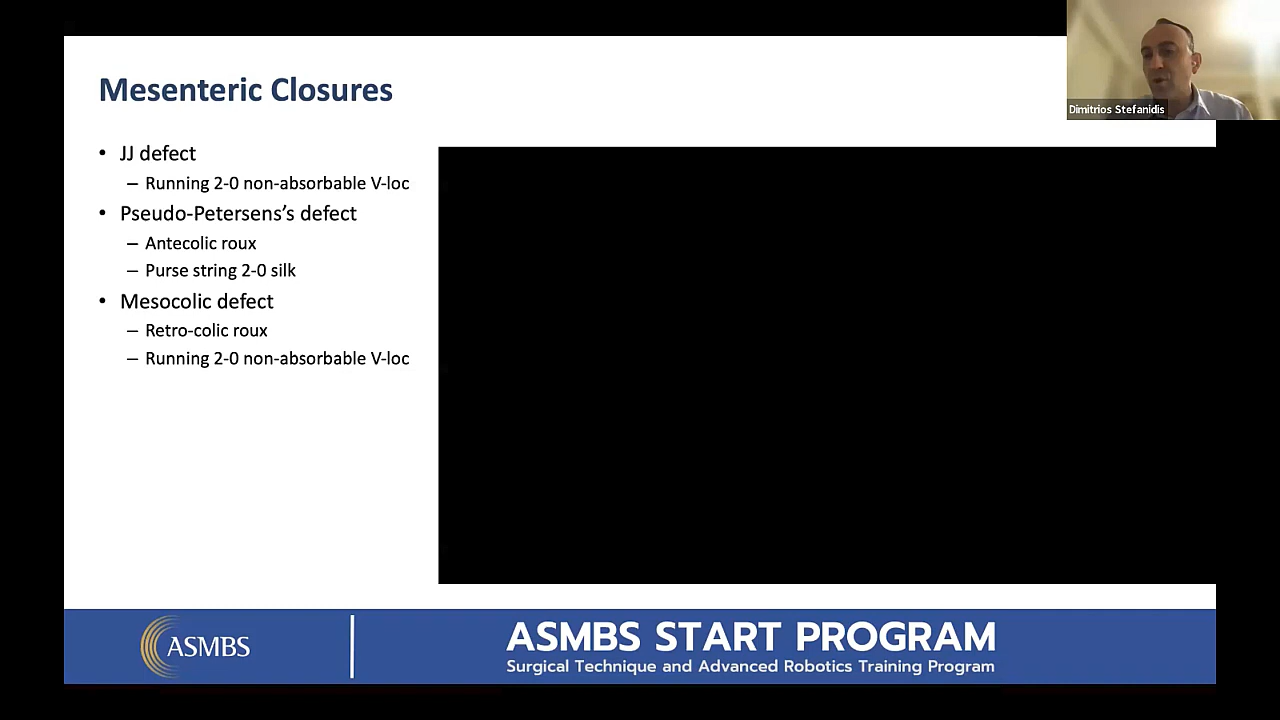 Mesenteric Closures
• JJ defect
– Running 2-0 non-absorbable V-loc
• Pseudo-Petersens’s defect
– Antecolic roux
– Purse string 2-0 silk
• Mesocolic defect
– Retro-colic roux
– Running 2-0 non-absorbable V-loc
Dimitrios Stefanidis
ASMBS
ASMBS START PROGRAM
Surgical Technique and Advanced Robotics Training Program